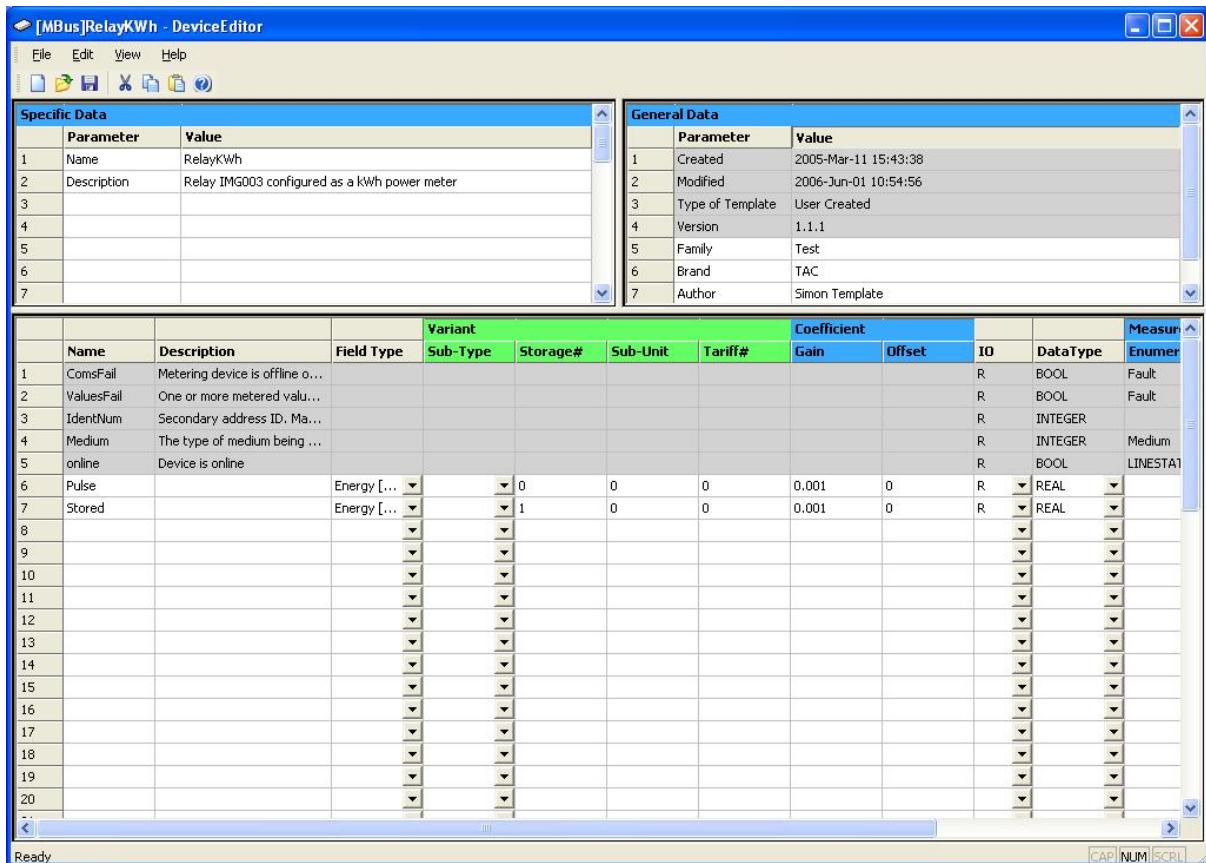 [MBus]RelayKWh - DeviceEditor
File Edit View Help
Specific Data
Parameter Value
1 Name RelayKWh
2 Description Relay IMG003 configured as a kWh power meter
3
4
5
6
7
General Data
Parameter Value
1 Created 2005-Mar-11 15:43:38
2 Modified 2006-Jun-01 10:54:56
3 Type of Template User Created
4 Version 1.1.1
5 Family Test
6 Brand TAC
7 Author Simon Template
Variant Coefficient Measur
Name Description Field Type Sub-Type Storage# Sub-Unit Tariff# Gain Offset IO DataType Enumer
1 ComsFail Metering device is offline o... R BOOL Fault
2 ValuesFail One or more metered valu... R BOOL Fault
3 IdentNum Secondary address ID. Ma... R INTEGER
4 Medium The type of medium being ... R INTEGER Medium
5 online Device is online R BOOL LINESTAT
6 Pulse Energy [... 0 0 0 0.001 0 R REAL
7 Stored Energy [... 1 0 0 0.001 0 R REAL
8
9
10
11
12
13
14
15
16
17
18
19
20
Ready CAP NUM SCRL